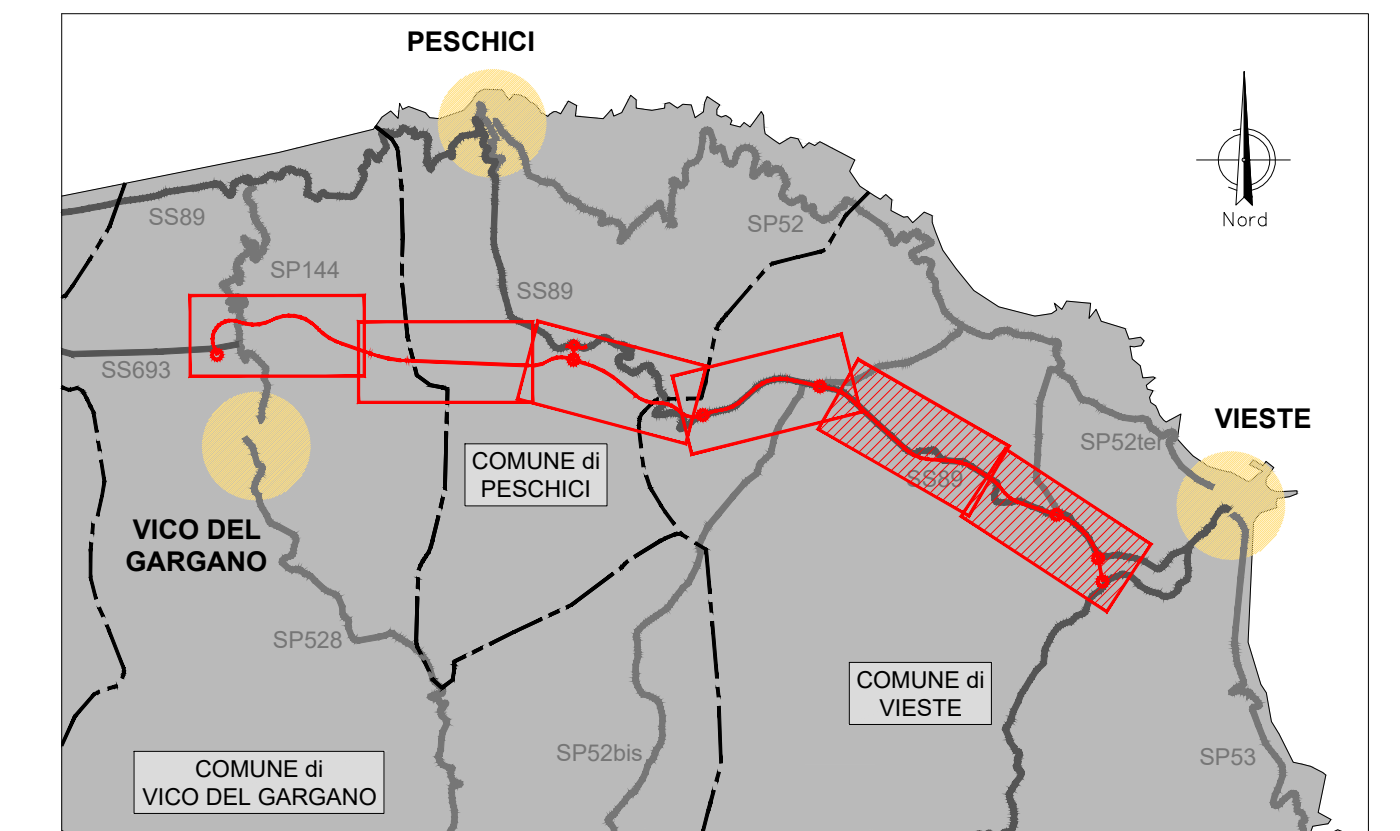 PESCHICI
Nord
SS89
SP52
SP144
SS89
SS693
SP52ter
VIESTE
COMUNE di
PESCHICI
SS89
VICO DEL
GARGANO
SP528
COMUNE di
VIESTE
SP52bis
SP53
COMUNE di
VICO DEL GARGANO